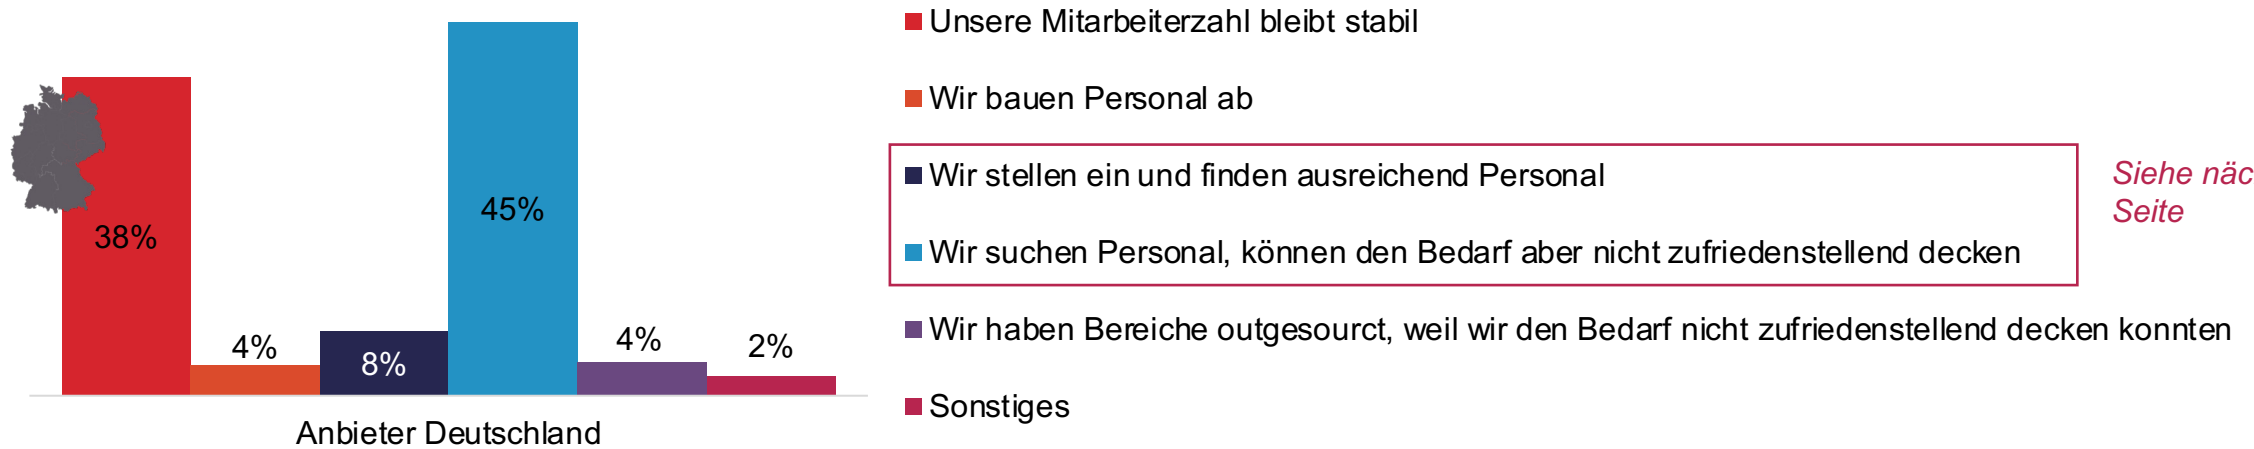 38%
4%
8%
45%
4%
2%
Anbieter Deutschland
Unsere Mitarbeiterzahl bleibt stabil
Wir bauen Personal ab
Wir stellen ein und finden ausreichend Personal
Wir suchen Personal, können den Bedarf aber nicht zufriedenstellend decken
Wir haben Bereiche outgesourct, weil wir den Bedarf nicht zufriedenstellend decken konnten
Sonstiges
Siehe näc
Seite